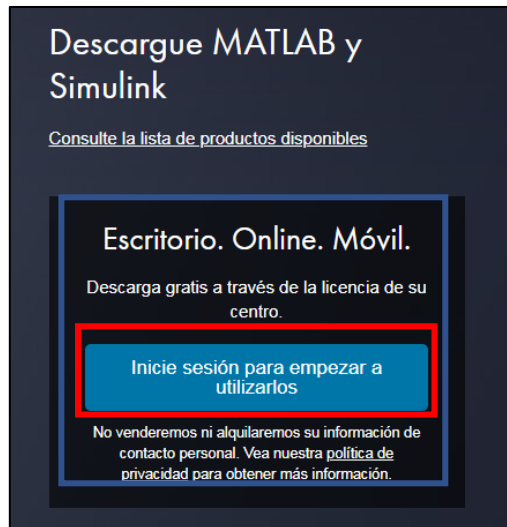 Descargue MATLAB y
Simulink
Consulte la lista de productos disponibles
Escritorio. Online. Móvil.
Descarga gratis a través de la licencia de su
centro.
Inicie sesión para empezar a
utilizarlos
No venderemos ni alquilaremos su información de
contacto personal. Vea nuestra política de
privacidad para obtener más información.